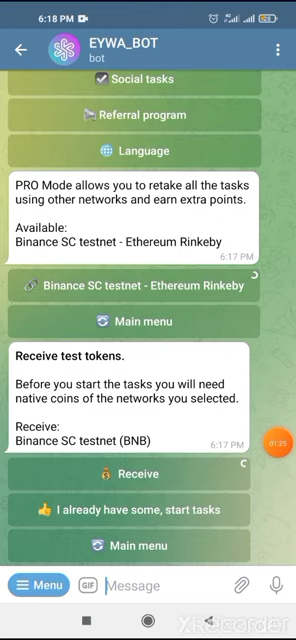 6:18 PM
EYWA_BOT
bot
Social tasks
Referral program
Language
PRO Mode allows you to retake all the tasks
using other networks and earn extra points.
Available:
Binance SC testnet - Ethereum Rinkeby
6:17 PM
Binance SC testnet - Ethereum Rinkeby
Main menu
Receive test tokens.
Before you start the tasks you will need
native coins of the networks you selected.
Receive:
Binance SC testnet (BNB)
6:17 PM
01:25
Receive
I already have some, start tasks
Main menu
Menu
GIF
Message
XRecorder